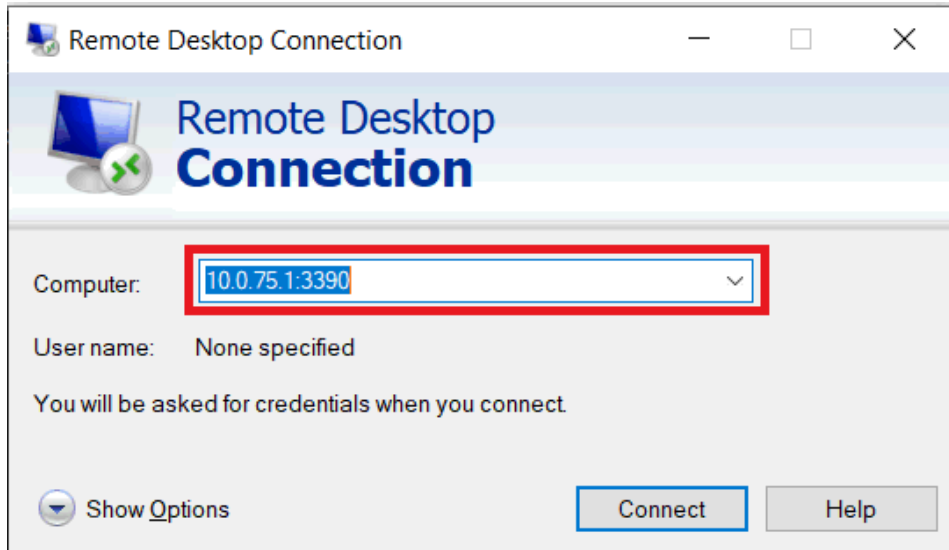 Remote Desktop Connection
Remote Desktop
Connection
Computer: 10.0.75.1:3390
User name: None specified
You will be asked for credentials when you connect.
Show Options Connect Help